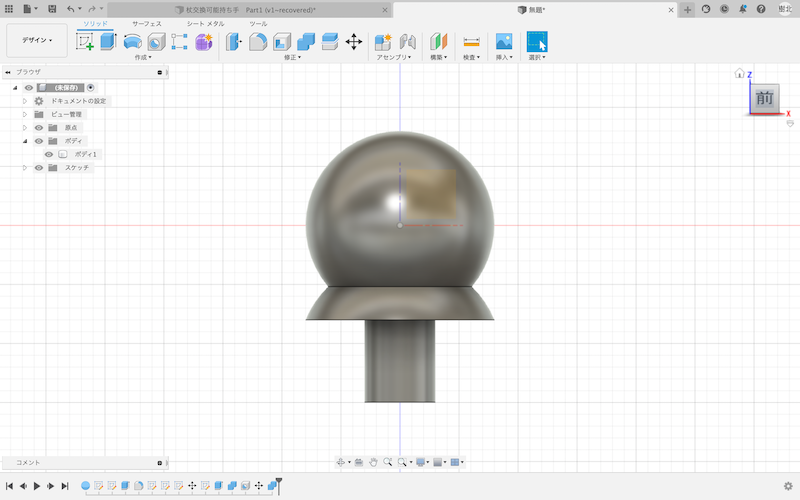 枚交換可能持ち手　Part1 (v1~recovered)*
無題*
樹北
デザイン
ソリッド
サーフェス
シート メタル
ツール
作成
修正
アセンブリ
構築
検査
挿入
選択
ブラウザ
(未保存)
ドキュメントの設定
ビュー管理
原点
ボディ
ボディ1
スケッチ
Z
前
X
コメント